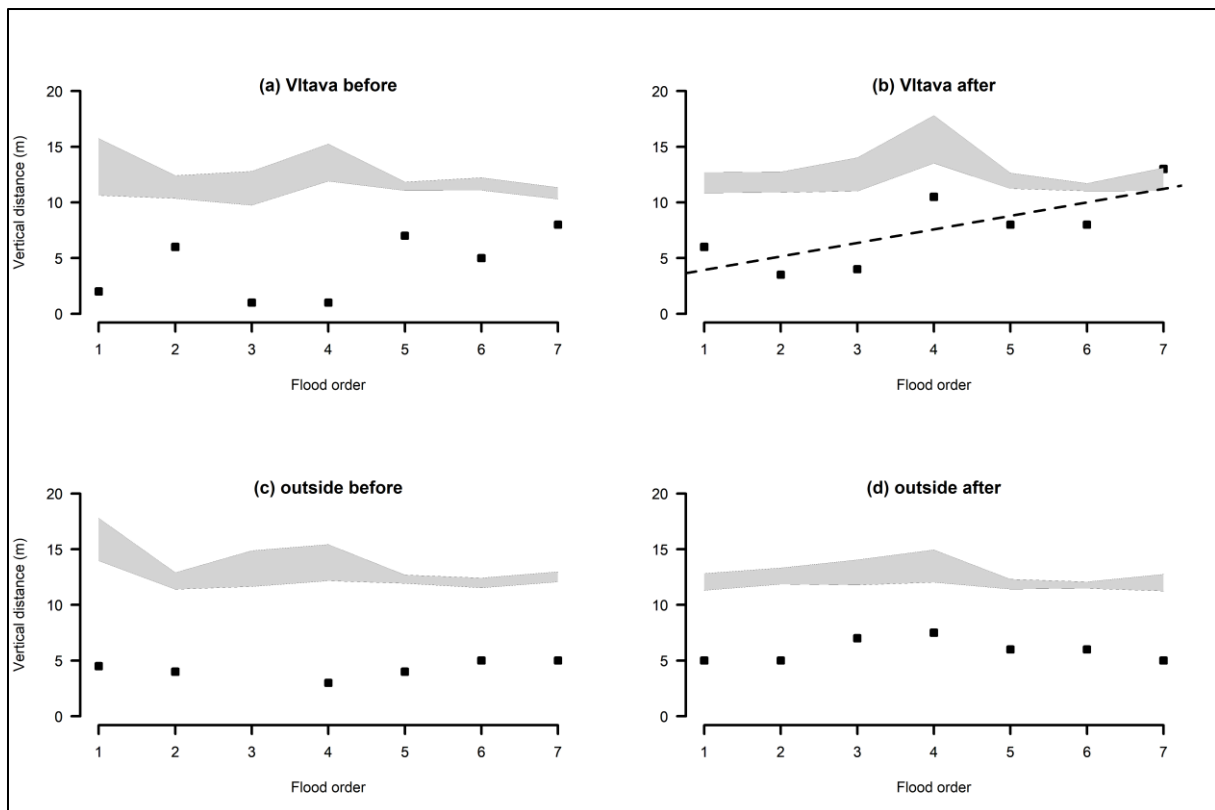 (a) Vltava before
20
15
10
5
0
Vertical distance (m)
1 2 3 4 5 6 7
Flood order
(b) Vltava after
20
15
10
5
0
1 2 3 4 5 6 7
Flood order
(c) outside before
20
15
10
5
0
Vertical distance (m)
1 2 3 4 5 6 7
Flood order
(d) outside after
20
15
10
5
0
1 2 3 4 5 6 7
Flood order